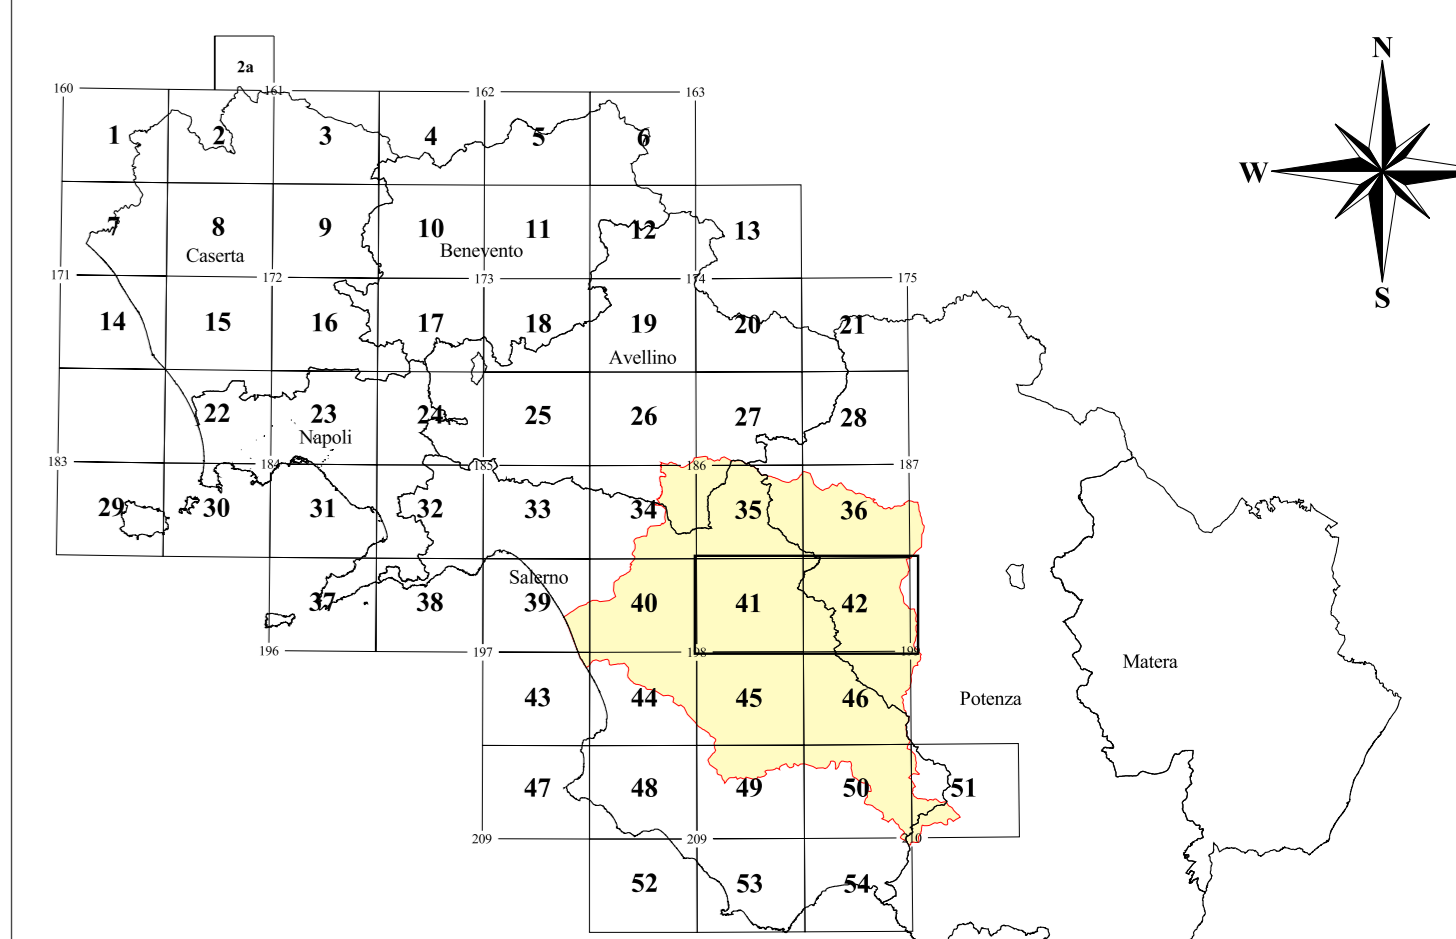 N
2a
160 161 162 163
1 2 3 4 5 6
W
7 8 9 10 11 12 13
Caserta Benevento
171 172 173 174 175
S
14 15 16 17 18 19 20 21
Avellino
22 23 24 25 26 27 28
Napoli
183 184 185 186 187
29 30 31 32 33 34 35 36
Salerno
37 38 39 40 41 42
196 197 198 199
Matera
43 44 45 46 Potenza
47 48 49 50 51
209 209
52 53 54